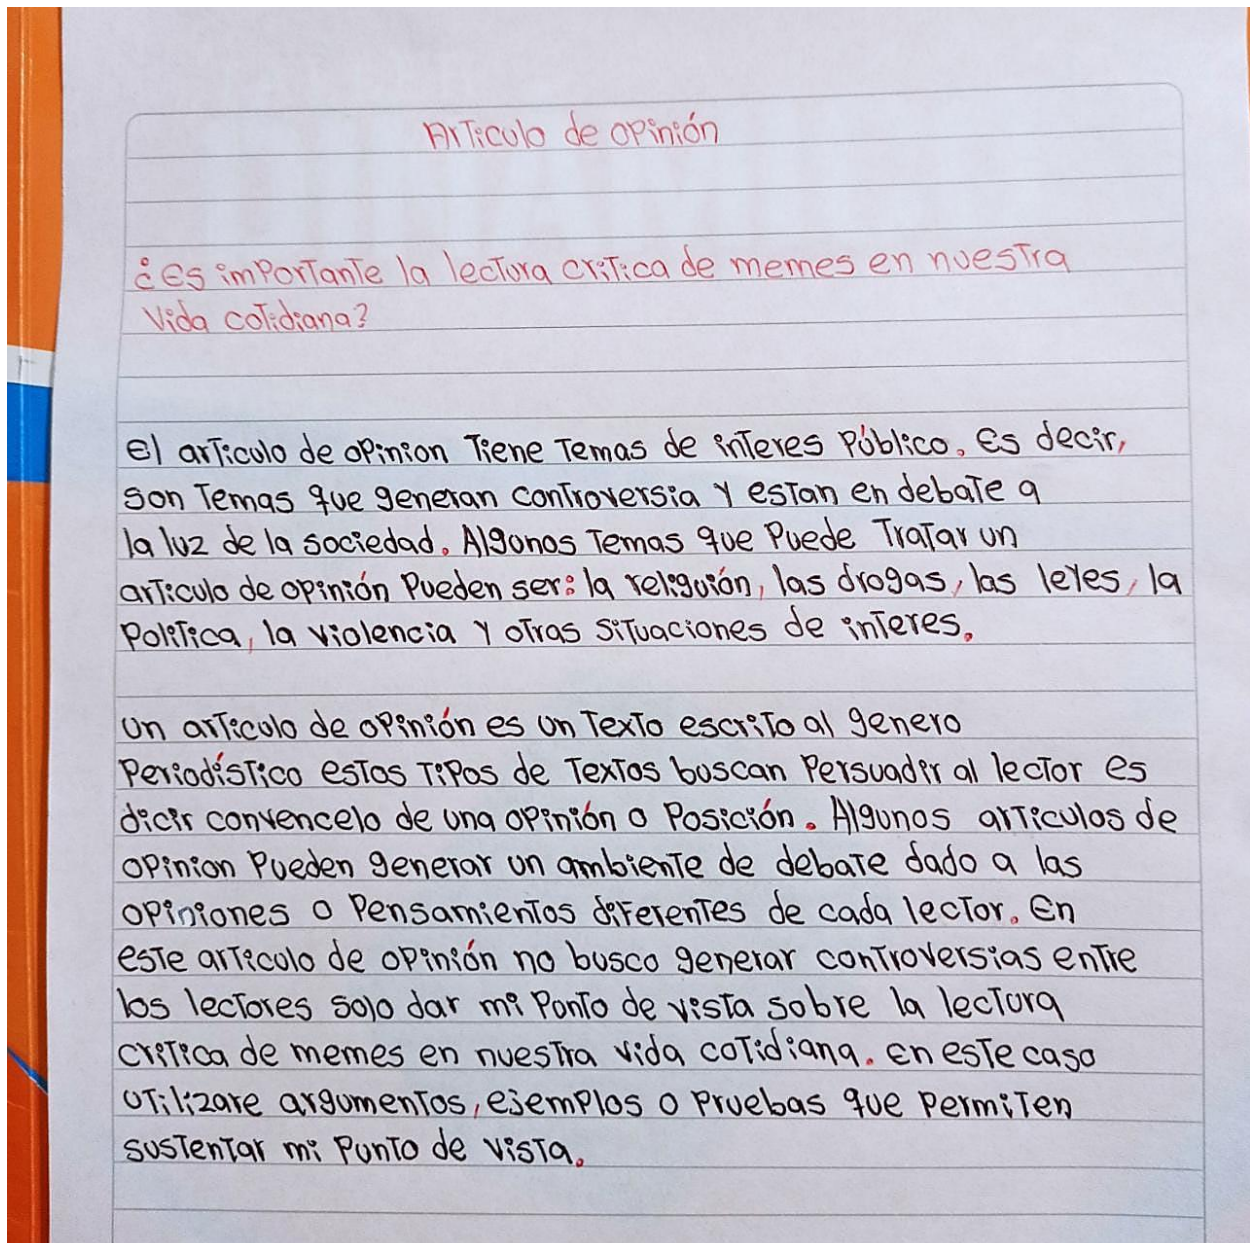 Articulo de opinión
¿Es importante la lectura critica de memes en nuestra
vida cotidiana?
El articulo de opinion tiene temas de interes público. Es decir,
son temas que generan controversia y estan en debate a
la luz de la sociedad. Algunos temas que puede tratar un
articulo de opinión pueden ser: la religuión, las drogas, las leyes, la
politica, la violencia y otras situaciones de interes.
Un articulo de opinión es un texto escrito al genero
periodístico estos tipos de textos buscan persuadir al lector es
dicir convencelo de una opinión o posición. Algunos articulos de
opinion pueden generar un ambiente de debate dado a las
opiniones o pensamientos diferentes de cada lector. En
este articulo de opinión no busco generar controversias entre
los lectores solo dar mi punto de vista sobre la lectura
critica de memes en nuestra vida cotidiana. En este caso
utilizare argumentos, ejemplos o pruebas que permiten
sustentar mi punto de vista.